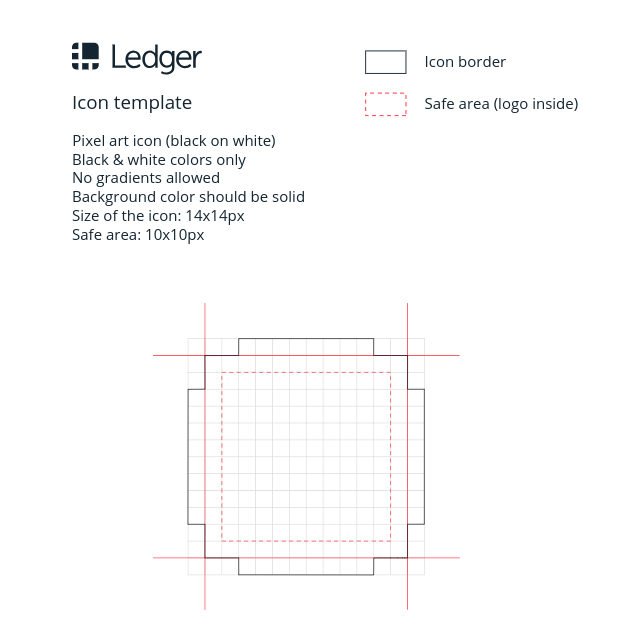 Ledger
Icon template
Pixel art icon (black on white)
Black & white colors only
No gradients allowed
Background color should be solid
Size of the icon: 14x14px
Safe area: 10x10px
Icon border
Safe area (logo inside)